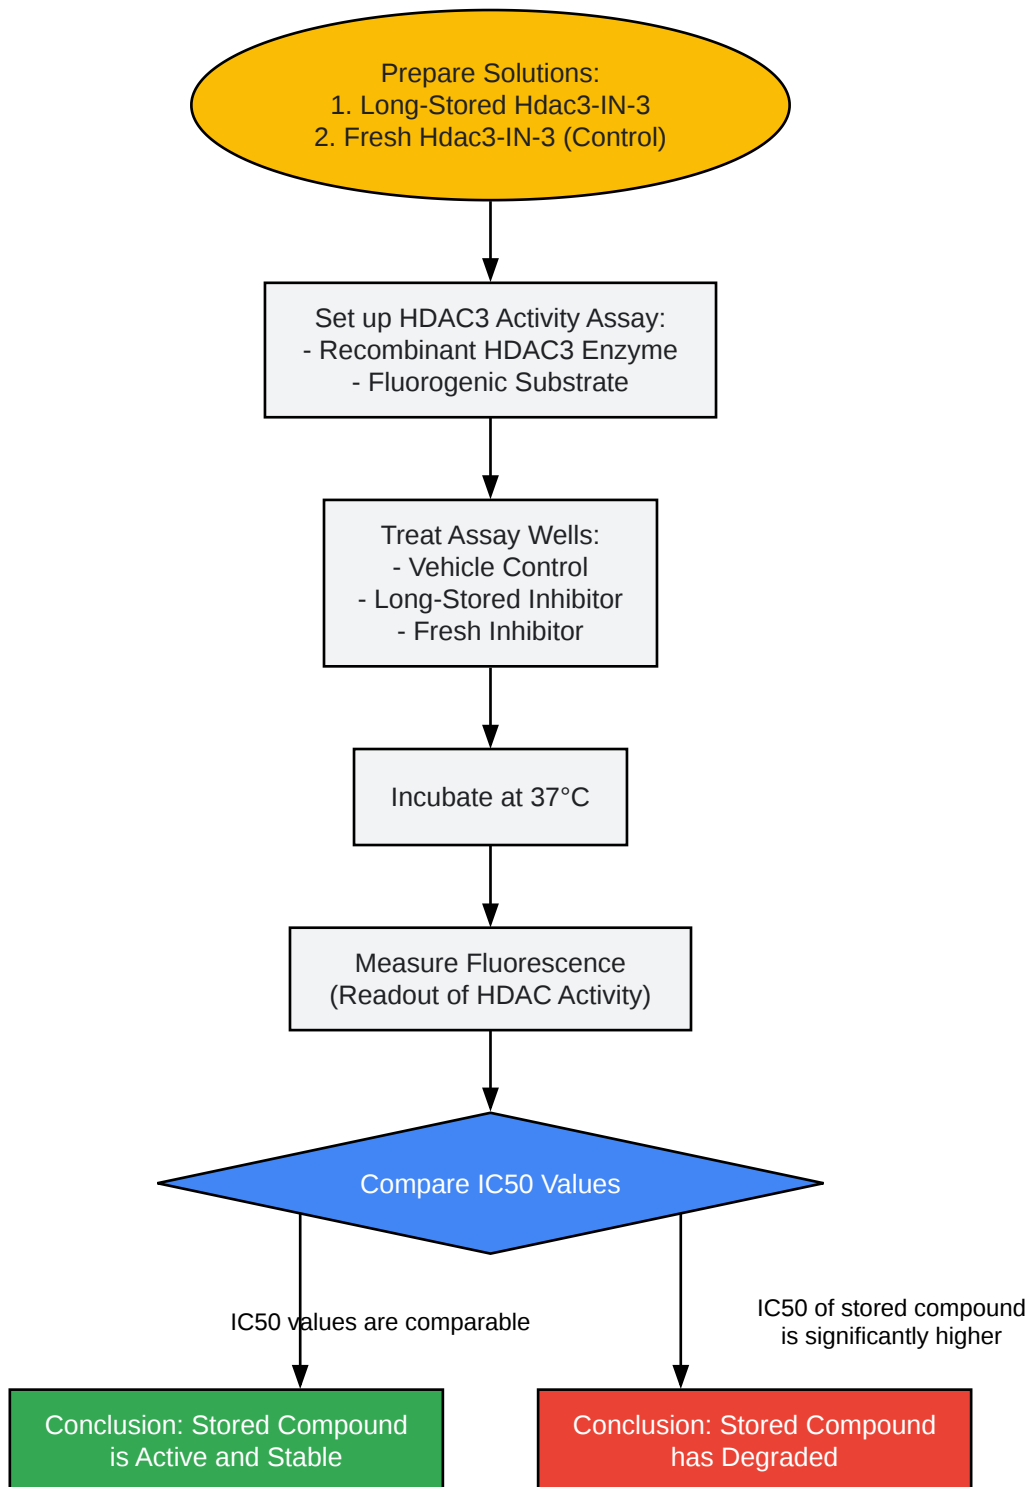 Prepare Solutions:
1. Long-Stored Hdac3-IN-3
2. Fresh Hdac3-IN-3 (Control)
Set up HDAC3 Activity Assay:
- Recombinant HDAC3 Enzyme
- Fluorogenic Substrate
Treat Assay Wells:
- Vehicle Control
- Long-Stored Inhibitor
- Fresh Inhibitor
Incubate at 37°C
Measure Fluorescence
(Readout of HDAC Activity)
Compare IC50 Values
IC50 values are comparable
IC50 of stored compound
is significantly higher
Conclusion: Stored Compound
is Active and Stable
Conclusion: Stored Compound
has Degraded